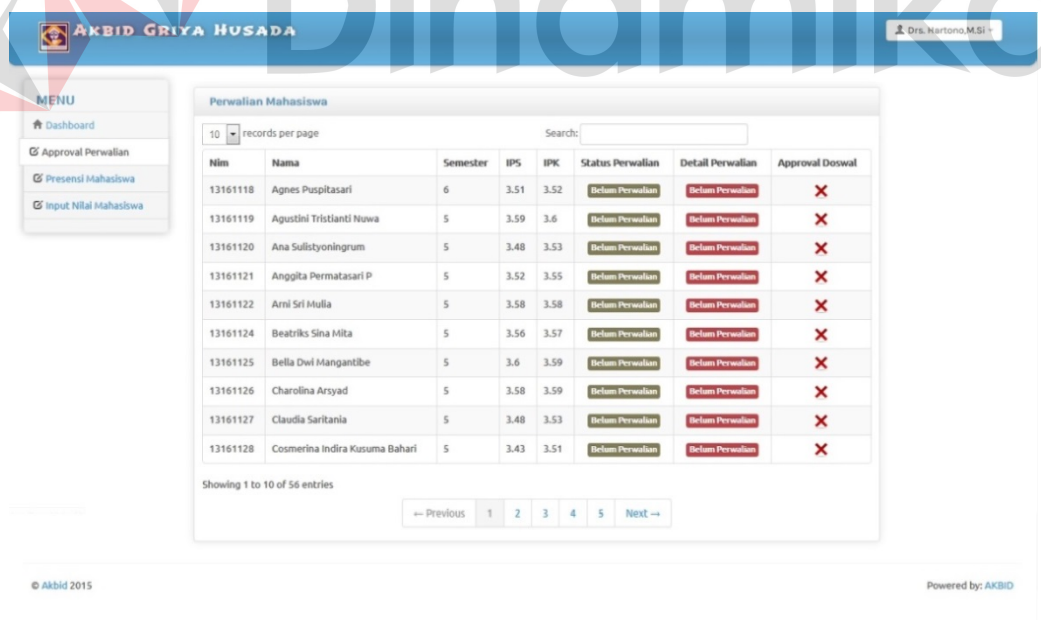 Dinamika
AKBID GRIYA HUSADA
Drs. Hartono,M.Si
MENU
Dashboard
Approval Perwalian
Presensi Mahasiswa
Input Nilai Mahasiswa
Perwalian Mahasiswa
10 records per page Search:
Nim Nama Semester IPS IPK Status Perwalian Detail Perwalian Approval Doswal
13161118 Agnes Puspitasari 6 3.51 3.52 Belum Perwalian Belum Perwalian
13161119 Agustini Tristianti Nuwa 5 3.59 3.6 Belum Perwalian Belum Perwalian
13161120 Ana Sulistyoningrum 5 3.48 3.53 Belum Perwalian Belum Perwalian
13161121 Anggita Permatasari P 5 3.52 3.55 Belum Perwalian Belum Perwalian
13161122 Arni Sri Mulia 5 3.58 3.58 Belum Perwalian Belum Perwalian
13161124 Beatriks Sina Mita 5 3.56 3.57 Belum Perwalian Belum Perwalian
13161125 Bella Dwi Mangantibe 5 3.6 3.59 Belum Perwalian Belum Perwalian
13161126 Charolina Arsyad 5 3.58 3.59 Belum Perwalian Belum Perwalian
13161127 Claudia Saritania 5 3.48 3.53 Belum Perwalian Belum Perwalian
13161128 Cosmerina Indira Kusuma Bahari 5 3.43 3.51 Belum Perwalian Belum Perwalian
Showing 1 to 10 of 56 entries
← Previous 1 2 3 4 5 Next →
© Akbid 2015 Powered by: AKBID